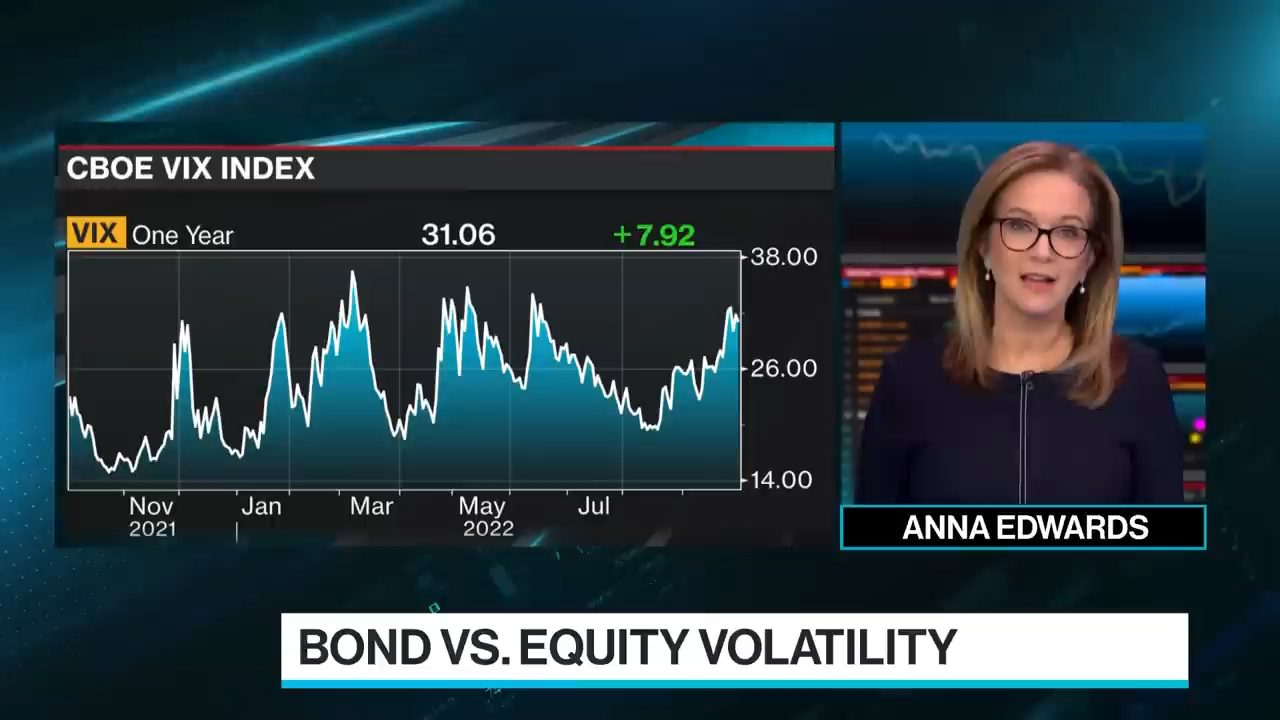 CBOE VIX INDEX
VIX One Year 31.06 +7.92
38.00
26.00
14.00
Nov Jan Mar May Jul
2021 2022
ANNA EDWARDS
BOND VS. EQUITY VOLATILITY